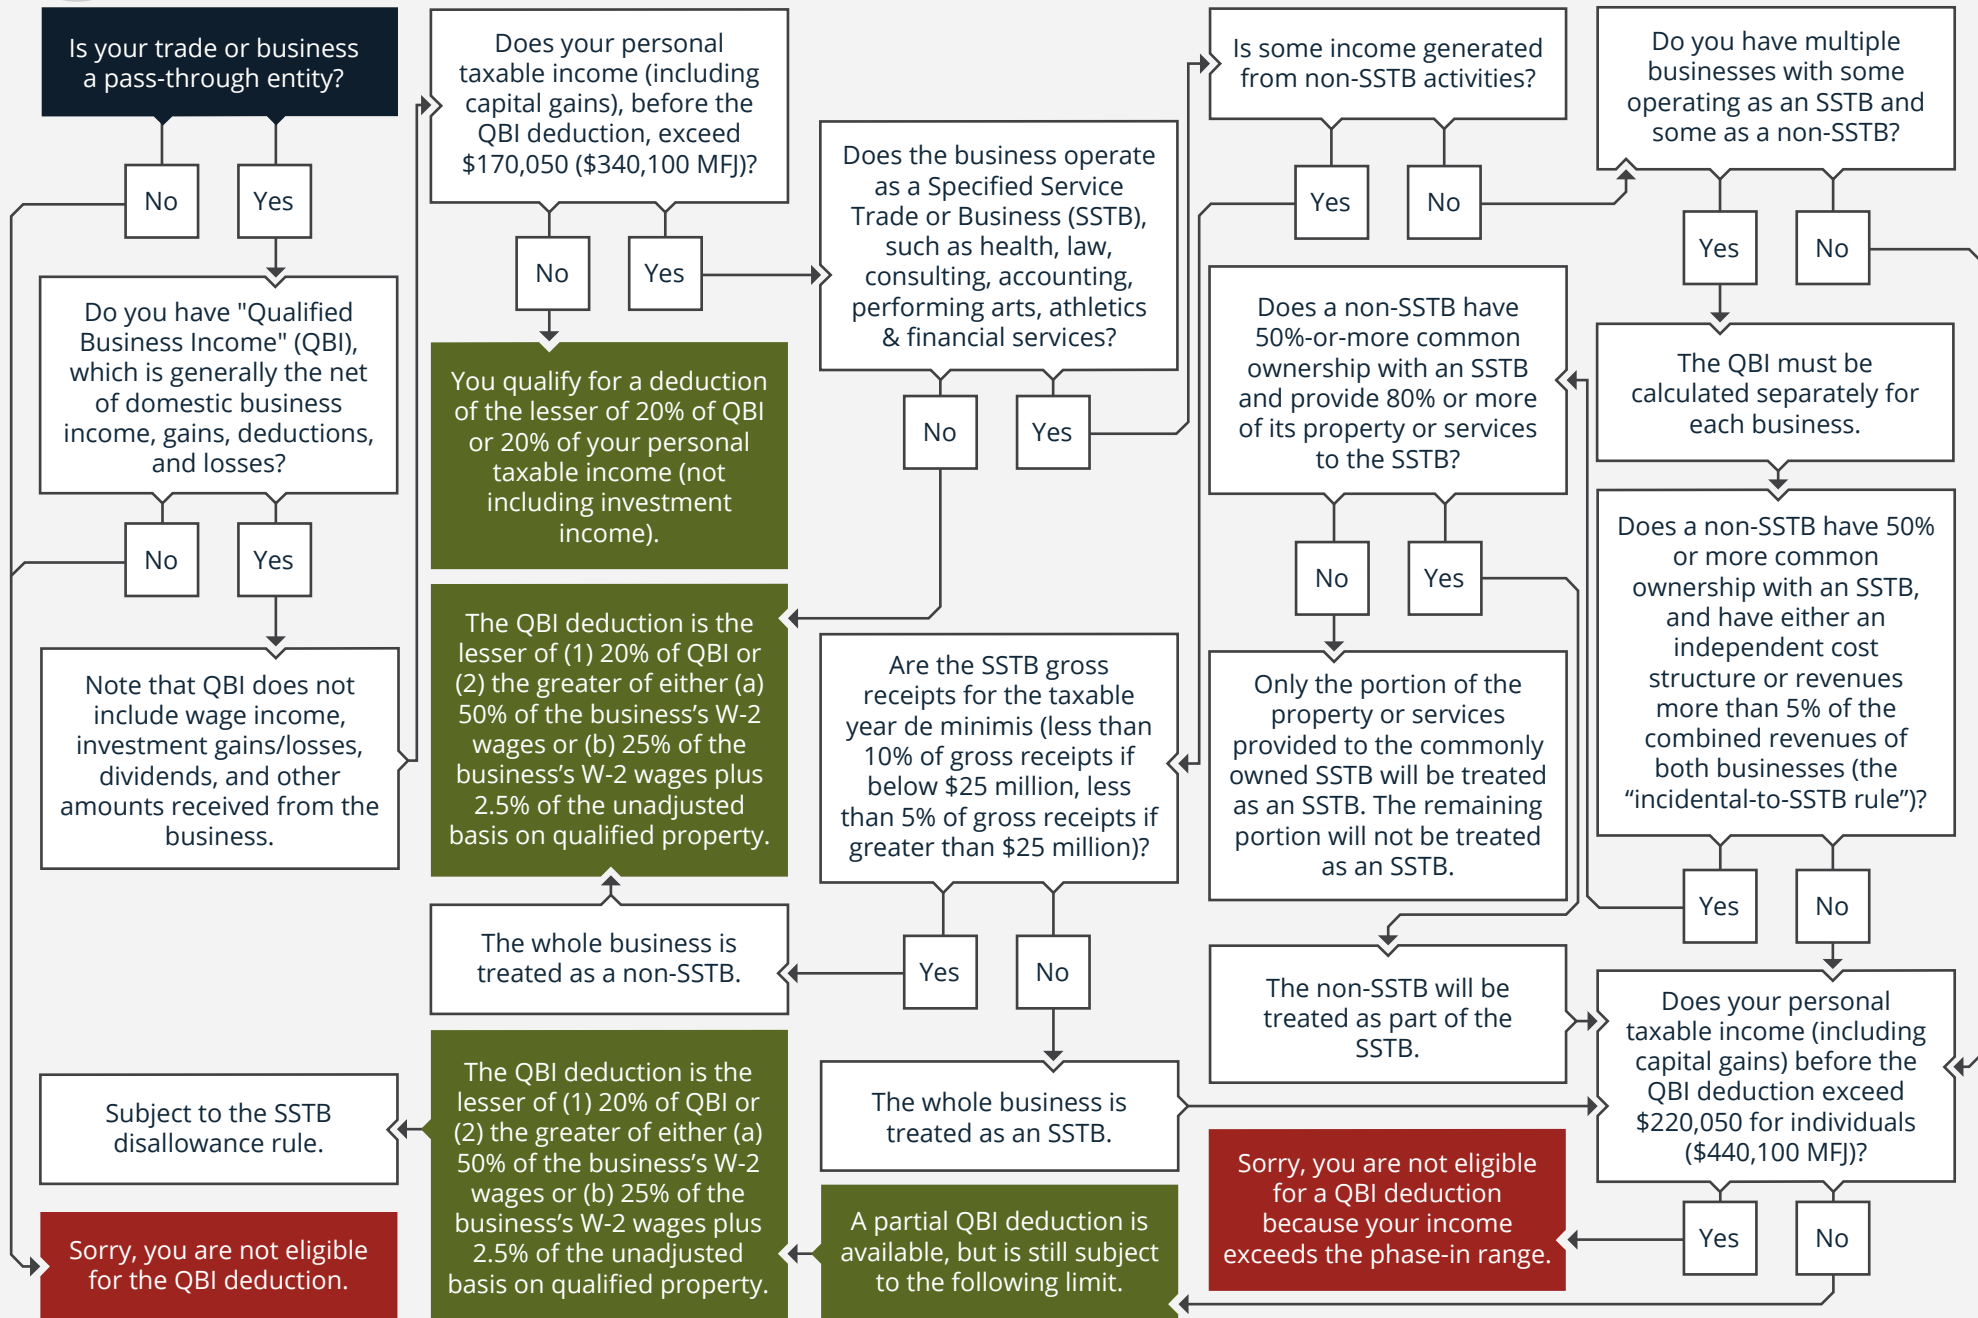 Is your trade or business
a pass-through entity?
No
Yes
Do you have "Qualified
Business Income" (QBI),
which is generally the net
of domestic business
income, gains, deductions,
and losses?
No
Yes
Note that QBI does not
include wage income,
investment gains/losses,
dividends, and other
amounts received from the
business.
Subject to the SSTB
disallowance rule.
Sorry, you are not eligible
for the QBI deduction.
Does your personal
taxable income (including
capital gains), before the
QBI deduction, exceed
$170,050 ($340,100 MFJ)?
No
Yes
You qualify for a deduction
of the lesser of 20% of QBI
or 20% of your personal
taxable income (not
including investment
income).
The QBI deduction is the
lesser of (1) 20% of QBI or
(2) the greater of either (a)
50% of the business’s W-2
wages or (b) 25% of the
business’s W-2 wages plus
2.5% of the unadjusted
basis on qualified property.
The whole business is
treated as a non-SSTB.
The QBI deduction is the
lesser of (1) 20% of QBI or
(2) the greater of either (a)
50% of the business’s W-2
wages or (b) 25% of the
business’s W-2 wages plus
2.5% of the unadjusted
basis on qualified property.
Does the business operate
as a Specified Service
Trade or Business (SSTB),
such as health, law,
consulting, accounting,
performing arts, athletics
& financial services?
No
Yes
Are the SSTB gross
receipts for the taxable
year de minimis (less than
10% of gross receipts if
below $25 million, less
than 5% of gross receipts if
greater than $25 million)?
Yes
No
The whole business is
treated as an SSTB.
A partial QBI deduction is
available, but is still subject
to the following limit.
Is some income generated
from non-SSTB activities?
Yes
No
Does a non-SSTB have
50%-or-more common
ownership with an SSTB
and provide 80% or more
of its property or services
to the SSTB?
No
Yes
Only the portion of the
property or services
provided to the commonly
owned SSTB will be treated
as an SSTB. The remaining
portion will not be treated
as an SSTB.
The non-SSTB will be
treated as part of the
SSTB.
Sorry, you are not eligible
for a QBI deduction
because your income
exceeds the phase-in range.
Do you have multiple
businesses with some
operating as an SSTB and
some as a non-SSTB?
Yes
No
The QBI must be
calculated separately for
each business.
Does a non-SSTB have 50%
or more common
ownership with an SSTB,
and have either an
independent cost
structure or revenues
more than 5% of the
combined revenues of
both businesses (the
“incidental-to-SSTB rule”)?
Yes
No
Does your personal
taxable income (including
capital gains) before the
QBI deduction exceed
$220,050 for individuals
($440,100 MFJ)?
Yes
No